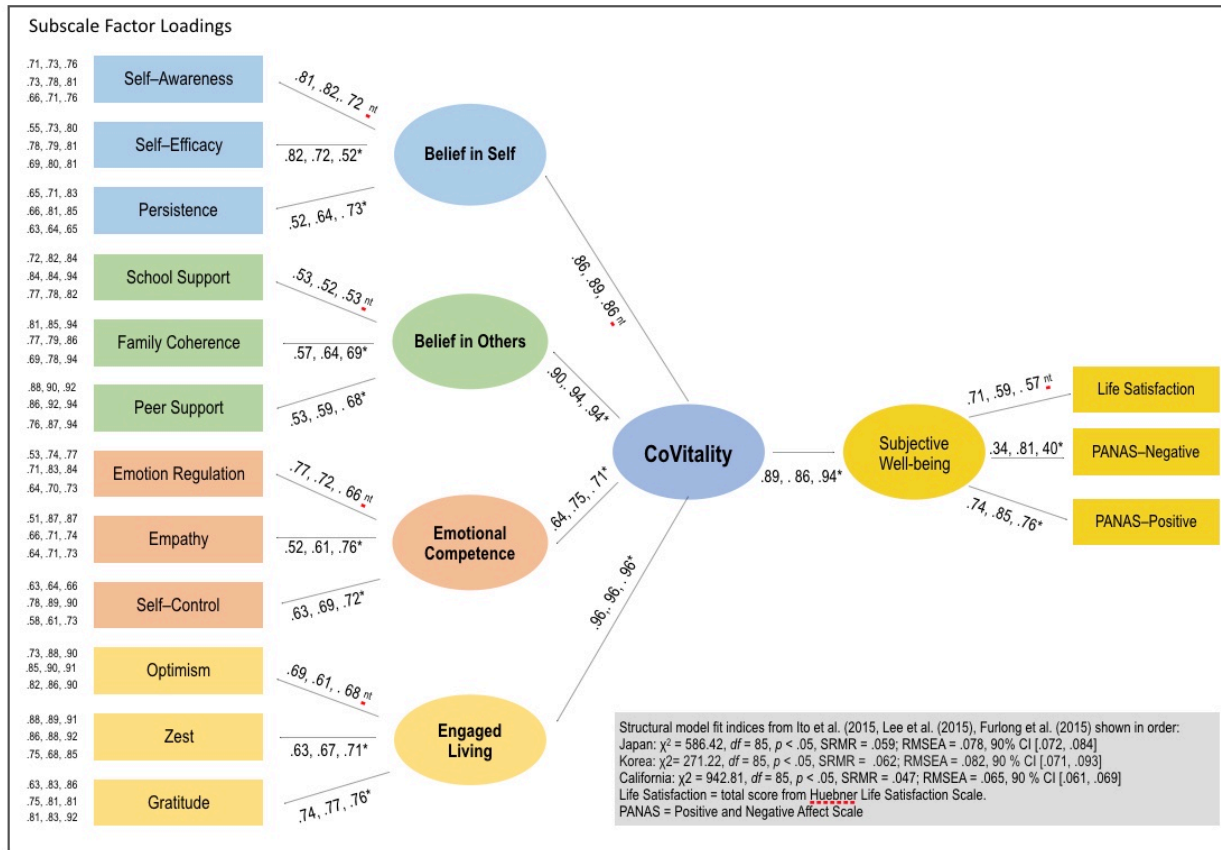 Subscale Factor Loadings
.71, .73, .76
.73, .78, .81
.66, .71, .76
Self–Awareness
.81, .82,. 72 nt
.55, .73, .80
.78, .79, .81
.69, .80, .81
Self–Efficacy
.82, .72, .52*
.65, .71, .83
.66, .81, .85
.63, .64, .65
Persistence
.52, .64, . 73*
Belief in Self
.86, .89, .86 nt
.72, .82, .84
.84, .84, .94
.77, .78, .82
School Support
.53, .52, .53 nt
.81, .85, .94
.77, .79, .86
.69, .78, .94
Family Coherence
.57, .64, 69*
.88, .90, .92
.86, .92, .94
.76, .87, .94
Peer Support
.53, .59, . 68*
Belief in Others
.90, .94, .94*
.53, .74, .77
.71, .83, .84
.64, .70, .73
Emotion Regulation
.77, .72, . 66 nt
.51, .87, .87
.66, .71, .74
.64, .71, .73
Empathy
.52, .61, .76*
.63, .64, .66
.78, .89, .90
.58, .61, .73
Self–Control
.63, .69, .72*
Emotional
Competence
.64, .75, .71*
.73, .88, .90
.85, .90, .91
.82, .86, .90
Optimism
.69, .61, . 68 nt
.88, .89, .91
.86, .88, .92
.75, .68, .85
Zest
.63, .67, .71*
.63, .83, .86
.75, .81, .81
.81, .83, .92
Gratitude
.74, .77, .76*
Engaged
Living
.96, .96, . 96*
CoVitality
.89, . 86, .94*
Subjective
Well-being
.71, .59, . 57 nt
Life Satisfaction
.34, .81, 40*
PANAS–Negative
.74, .85, .76*
PANAS–Positive
Structural model fit indices from Ito et al. (2015, Lee et al. (2015), Furlong et al. (2015) shown in order:
Japan: χ² = 586.42, df = 85, p < .05, SRMR = .059; RMSEA = .078, 90% CI [.072, .084]
Korea: χ2= 271.22, df = 85, p < .05, SRMR = .062; RMSEA = .082, 90 % CI [.071, .093]
California: χ2 = 942.81, df = 85, p < .05, SRMR = .047; RMSEA = .065, 90 % CI [.061, .069]
Life Satisfaction = total score from Huebner Life Satisfaction Scale.
PANAS = Positive and Negative Affect Scale